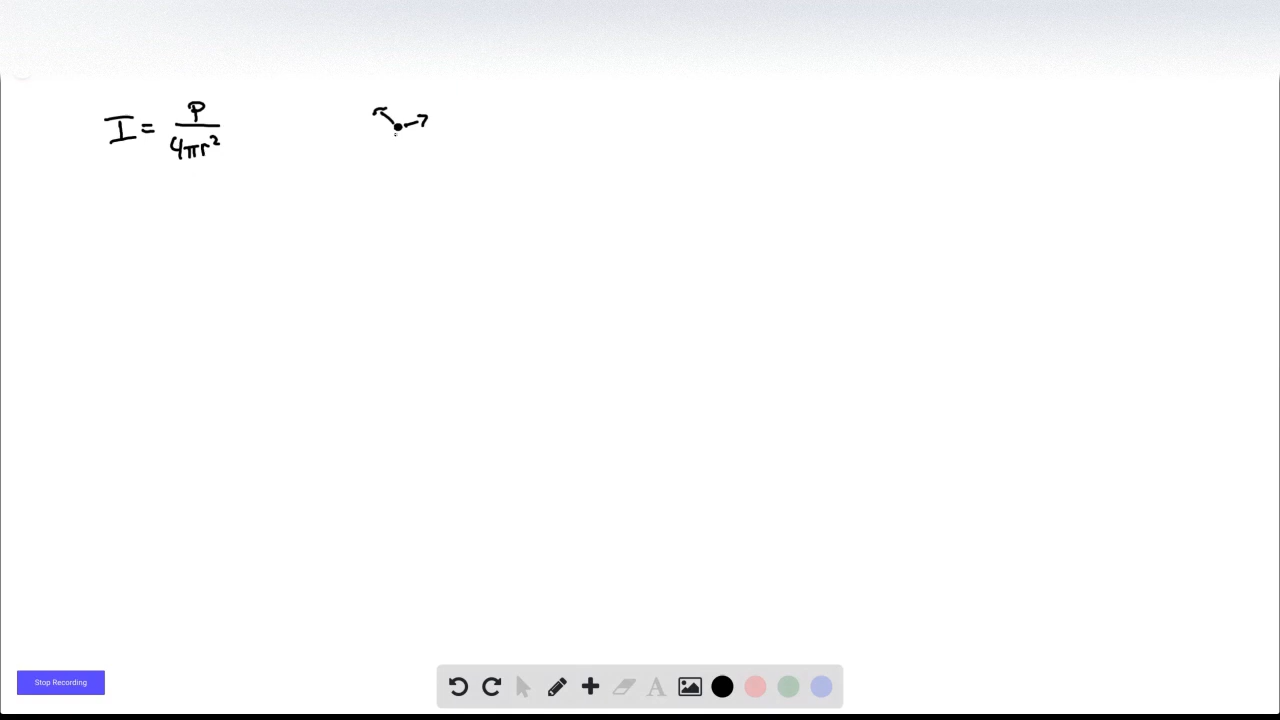 I = P/4πr²
Stop Recording
A